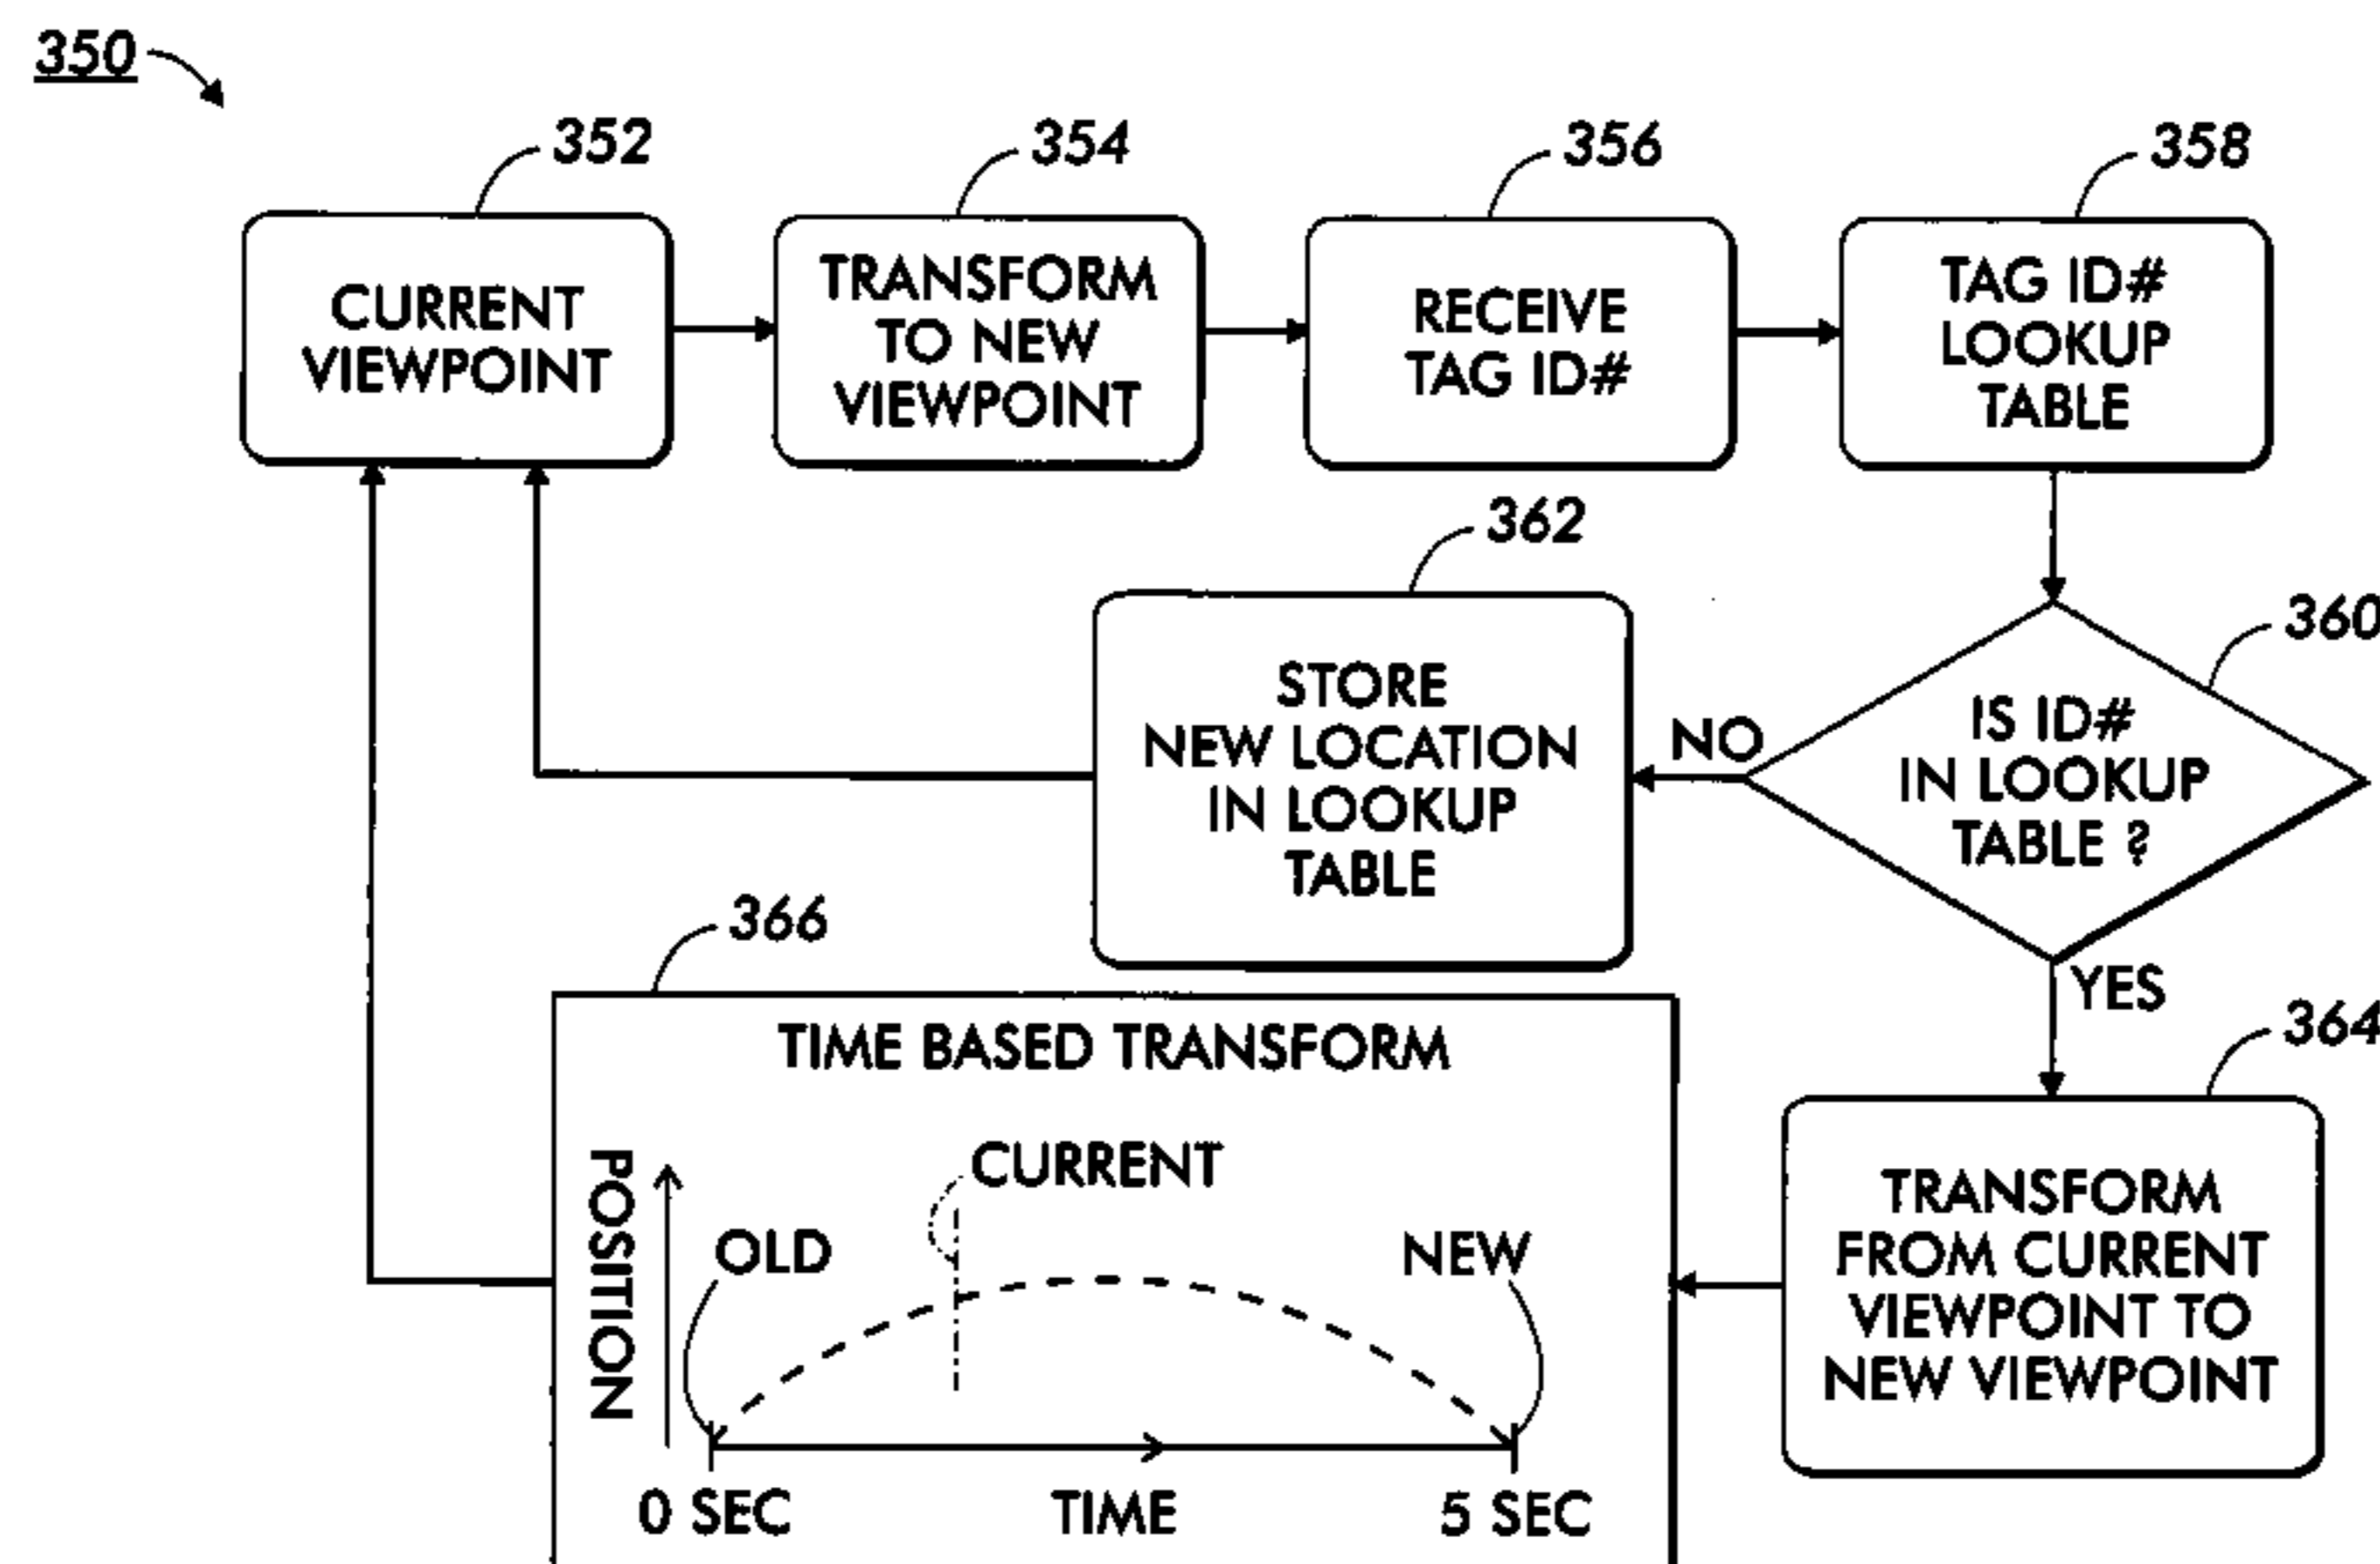 350
352
354
356
358
CURRENT
VIEWPOINT
TRANSFORM
TO NEW
VIEWPOINT
RECEIVE
TAG ID#
TAG ID#
LOOKUP
TABLE
362
360
STORE
NEW LOCATION
IN LOOKUP
TABLE
NO
IS ID#
IN LOOKUP
TABLE ?
YES
366
364
TIME BASED TRANSFORM
POSITION
CURRENT
OLD
NEW
0 SEC
TIME
5 SEC
TRANSFORM
FROM CURRENT
VIEWPOINT TO
NEW VIEWPOINT